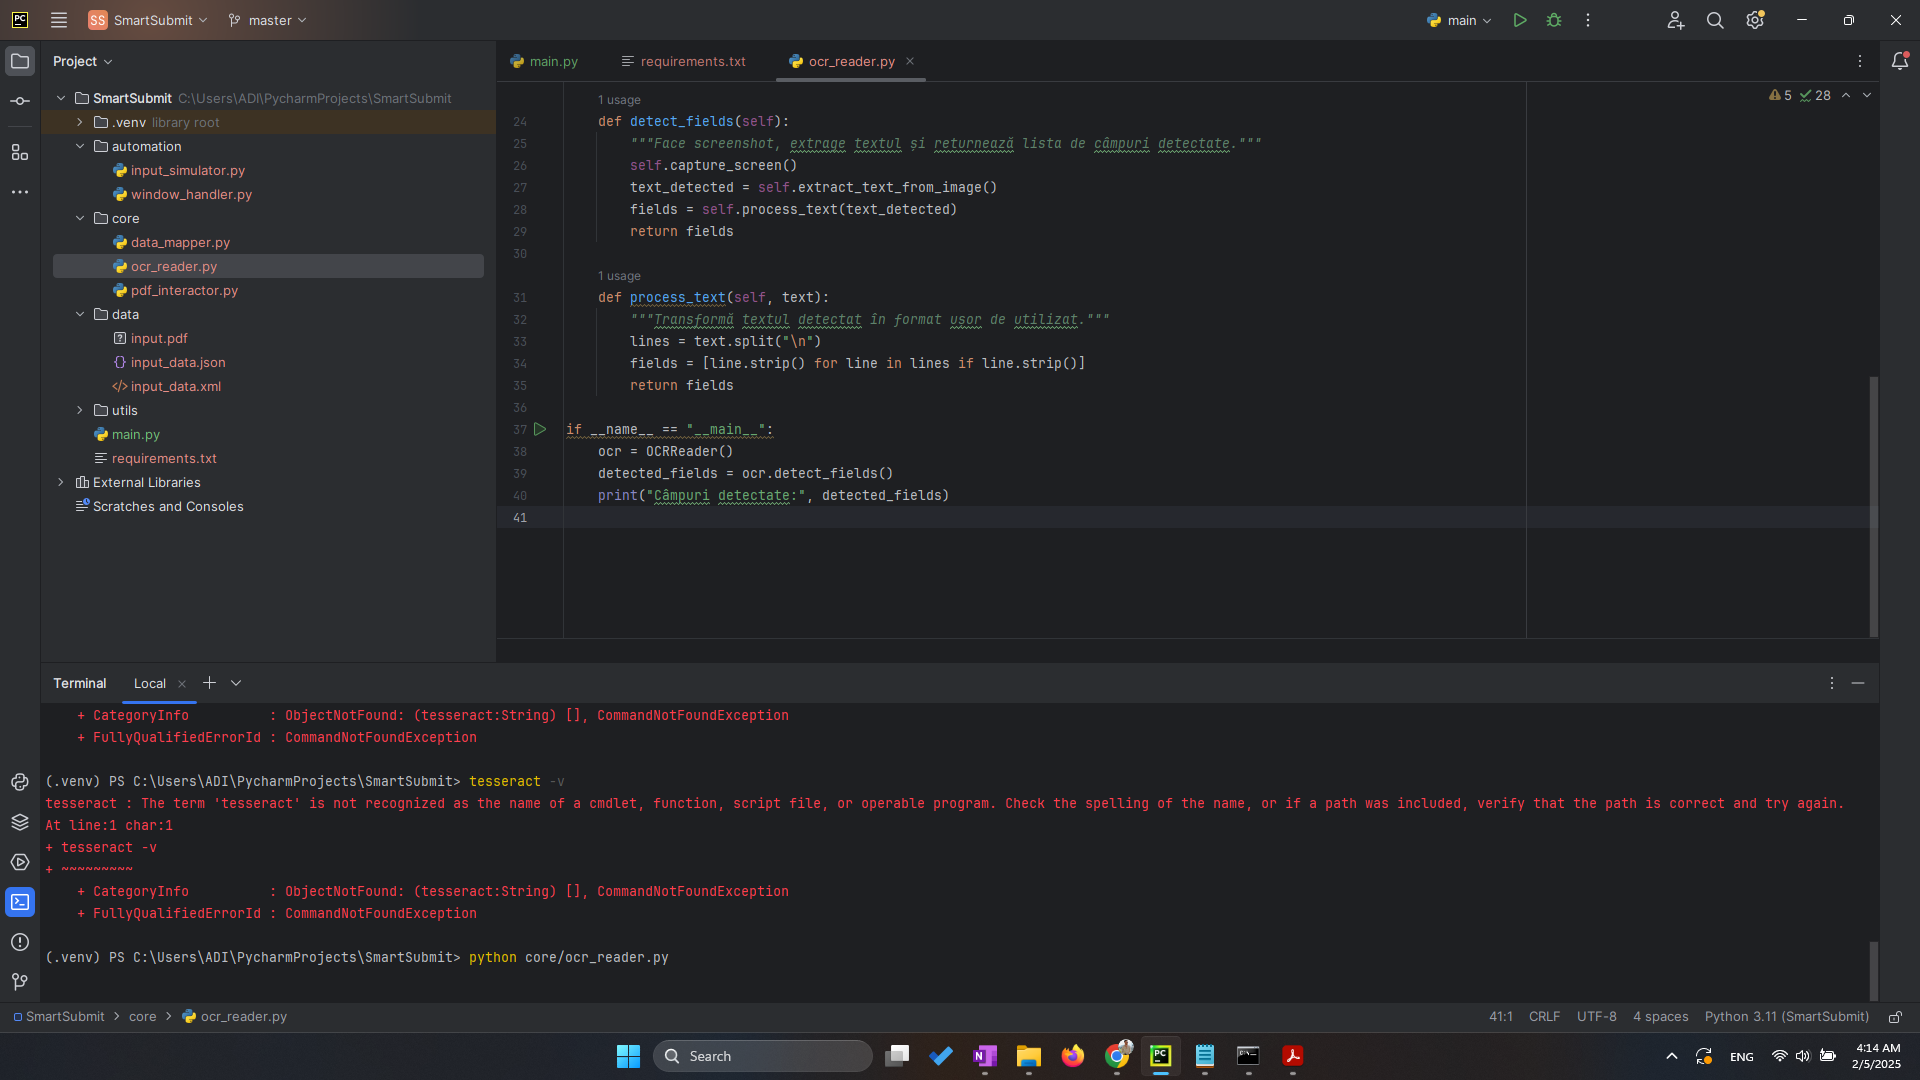 PC
SS SmartSubmit master main
Project
SmartSubmit C:\Users\ADI\PycharmProjects\SmartSubmit
.venv library root
automation
input_simulator.py
window_handler.py
core
data_mapper.py
ocr_reader.py
pdf_interactor.py
data
input.pdf
input_data.json
input_data.xml
utils
main.py
requirements.txt
External Libraries
Scratches and Consoles
main.py requirements.txt ocr_reader.py
5 28
1 usage
24 def detect_fields(self):
25 """Face screenshot, extrage textul și returnează lista de câmpuri detectate."""
26 self.capture_screen()
27 text_detected = self.extract_text_from_image()
28 fields = self.process_text(text_detected)
29 return fields
30
1 usage
31 def process_text(self, text):
32 """Transformă textul detectat în format ușor de utilizat."""
33 lines = text.split("\n")
34 fields = [line.strip() for line in lines if line.strip()]
35 return fields
36
37 if __name__ == "__main__":
38 ocr = OCRReader()
39 detected_fields = ocr.detect_fields()
40 print("Câmpuri detectate:", detected_fields)
41
Terminal Local
+ CategoryInfo : ObjectNotFound: (tesseract:String) [], CommandNotFoundException
+ FullyQualifiedErrorId : CommandNotFoundException
(.venv) PS C:\Users\ADI\PycharmProjects\SmartSubmit> tesseract -v
tesseract : The term 'tesseract' is not recognized as the name of a cmdlet, function, script file, or operable program. Check the spelling of the name, or if a path was included, verify that the path is correct and try again.
At line:1 char:1
+ tesseract -v
+ ~~~~~~~~~
+ CategoryInfo : ObjectNotFound: (tesseract:String) [], CommandNotFoundException
+ FullyQualifiedErrorId : CommandNotFoundException
(.venv) PS C:\Users\ADI\PycharmProjects\SmartSubmit> python core/ocr_reader.py
SmartSubmit > core > ocr_reader.py
41:1 CRLF UTF-8 4 spaces Python 3.11 (SmartSubmit)
Search
ENG
4:14 AM
2/5/2025